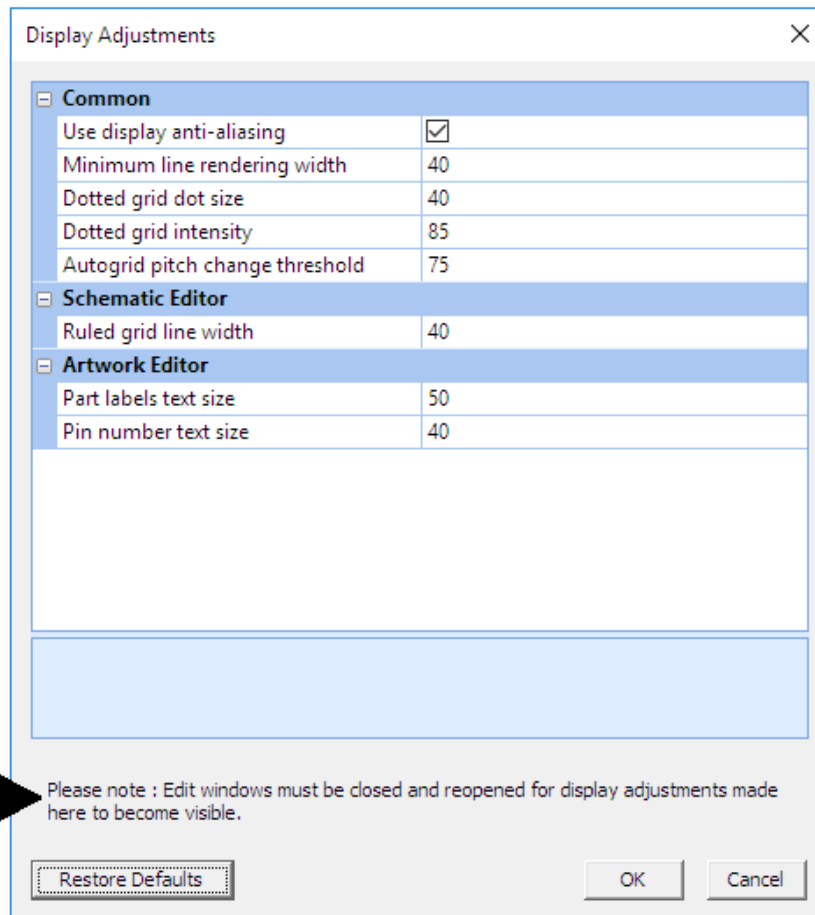 Display Adjustments
Common
Use display anti-aliasing
Minimum line rendering width 40
Dotted grid dot size 40
Dotted grid intensity 85
Autogrid pitch change threshold 75
Schematic Editor
Ruled grid line width 40
Artwork Editor
Part labels text size 50
Pin number text size 40
Please note : Edit windows must be closed and reopened for display adjustments made
here to become visible.
Restore Defaults OK Cancel